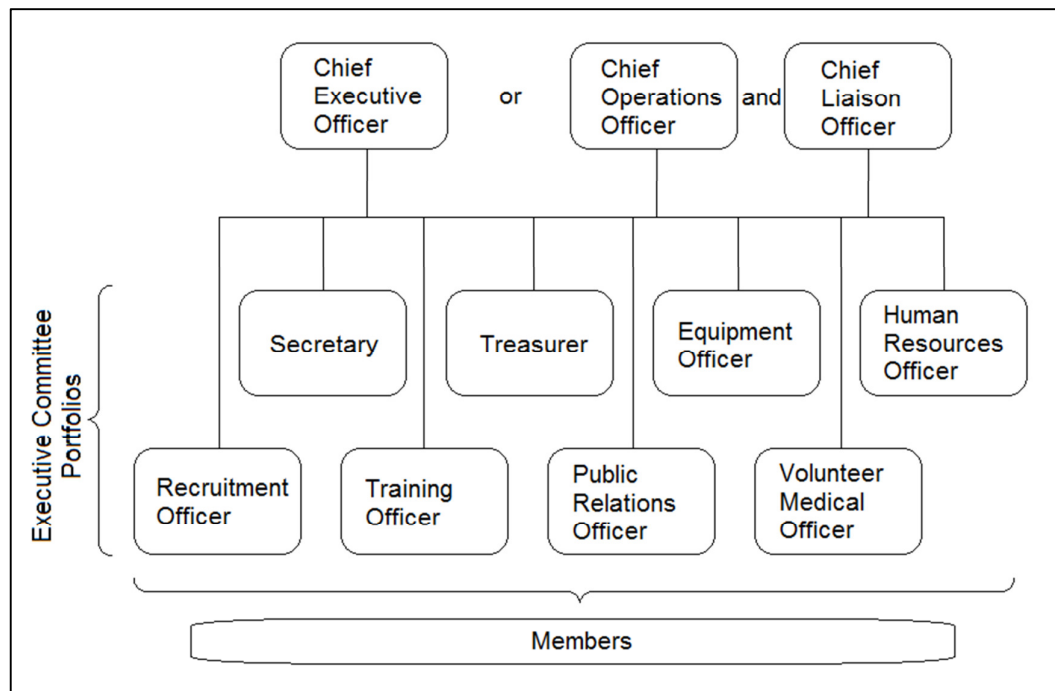 Chief
Executive
Officer
or
Chief
Operations
Officer
and
Chief
Liaison
Officer
Executive Committee
Portfolios
Secretary
Treasurer
Equipment
Officer
Human
Resources
Officer
Recruitment
Officer
Training
Officer
Public
Relations
Officer
Volunteer
Medical
Officer
Members